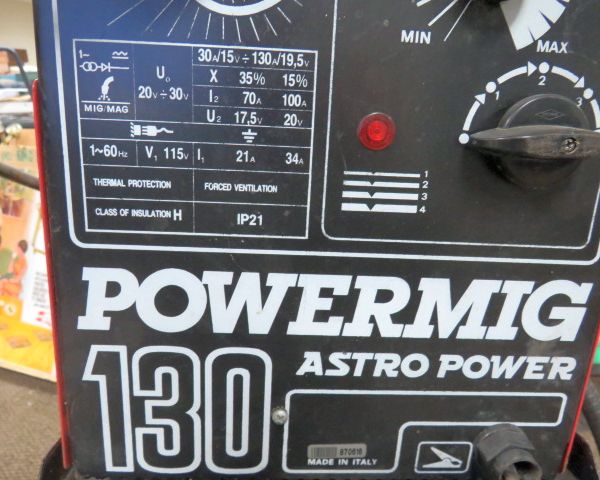 MIN
MAX
1 2 3
1~
MIG/MAG
U₀
20V÷30V
30A/15V÷130A/19,5V
X 35% 15%
I₂ 70A 100A
U₂ 17,5V 20V
1~60Hz V₁ 115V I₁ 21A 34A
THERMAL PROTECTION FORCED VENTILATION
CLASS OF INSULATION H IP21
1
2
3
4
POWERMIG
130 ASTRO POWER
870616
MADE IN ITALY